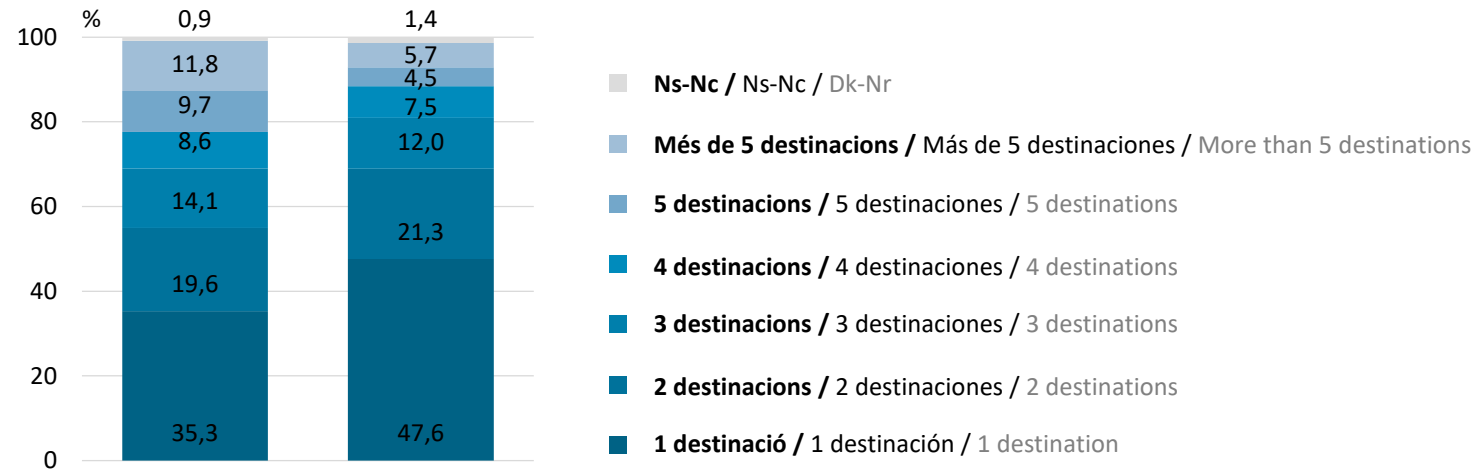 % 0,9 1,4
100
80
60
40
20
0
11,8
9,7
8,6
14,1
19,6
35,3
5,7
4,5
7,5
12,0
21,3
47,6
Ns-Nc / Ns-Nc / Dk-Nr
Més de 5 destinacions / Más de 5 destinaciones / More than 5 destinations
5 destinacions / 5 destinaciones / 5 destinations
4 destinacions / 4 destinaciones / 4 destinations
3 destinacions / 3 destinaciones / 3 destinations
2 destinacions / 2 destinaciones / 2 destinations
1 destinació / 1 destinación / 1 destination